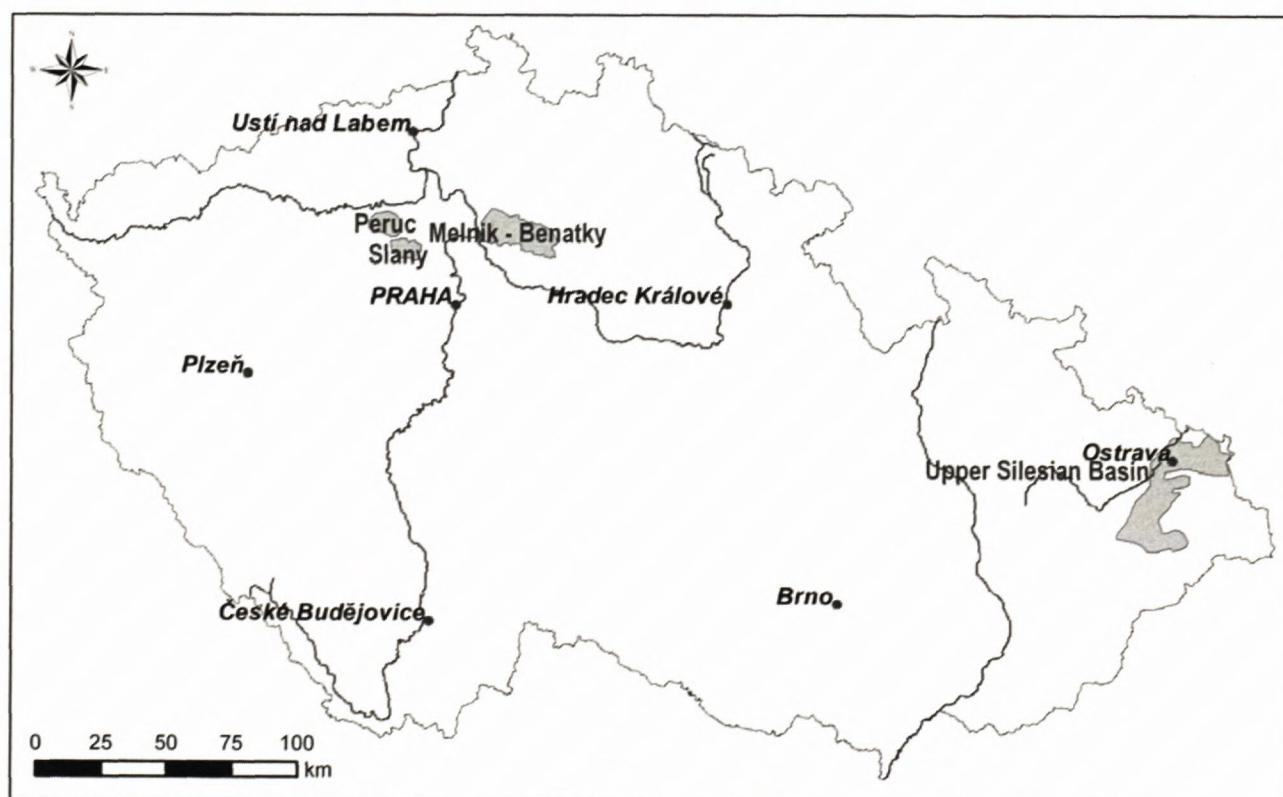 Ustí nad Labem
Peruc
Melnik - Benatky
Slany
PRAHA
Hradec Králové
Plzeň
Ostrava
Upper Silesian Basin
Brno
České Budějovice
0 25 50 75 100
km